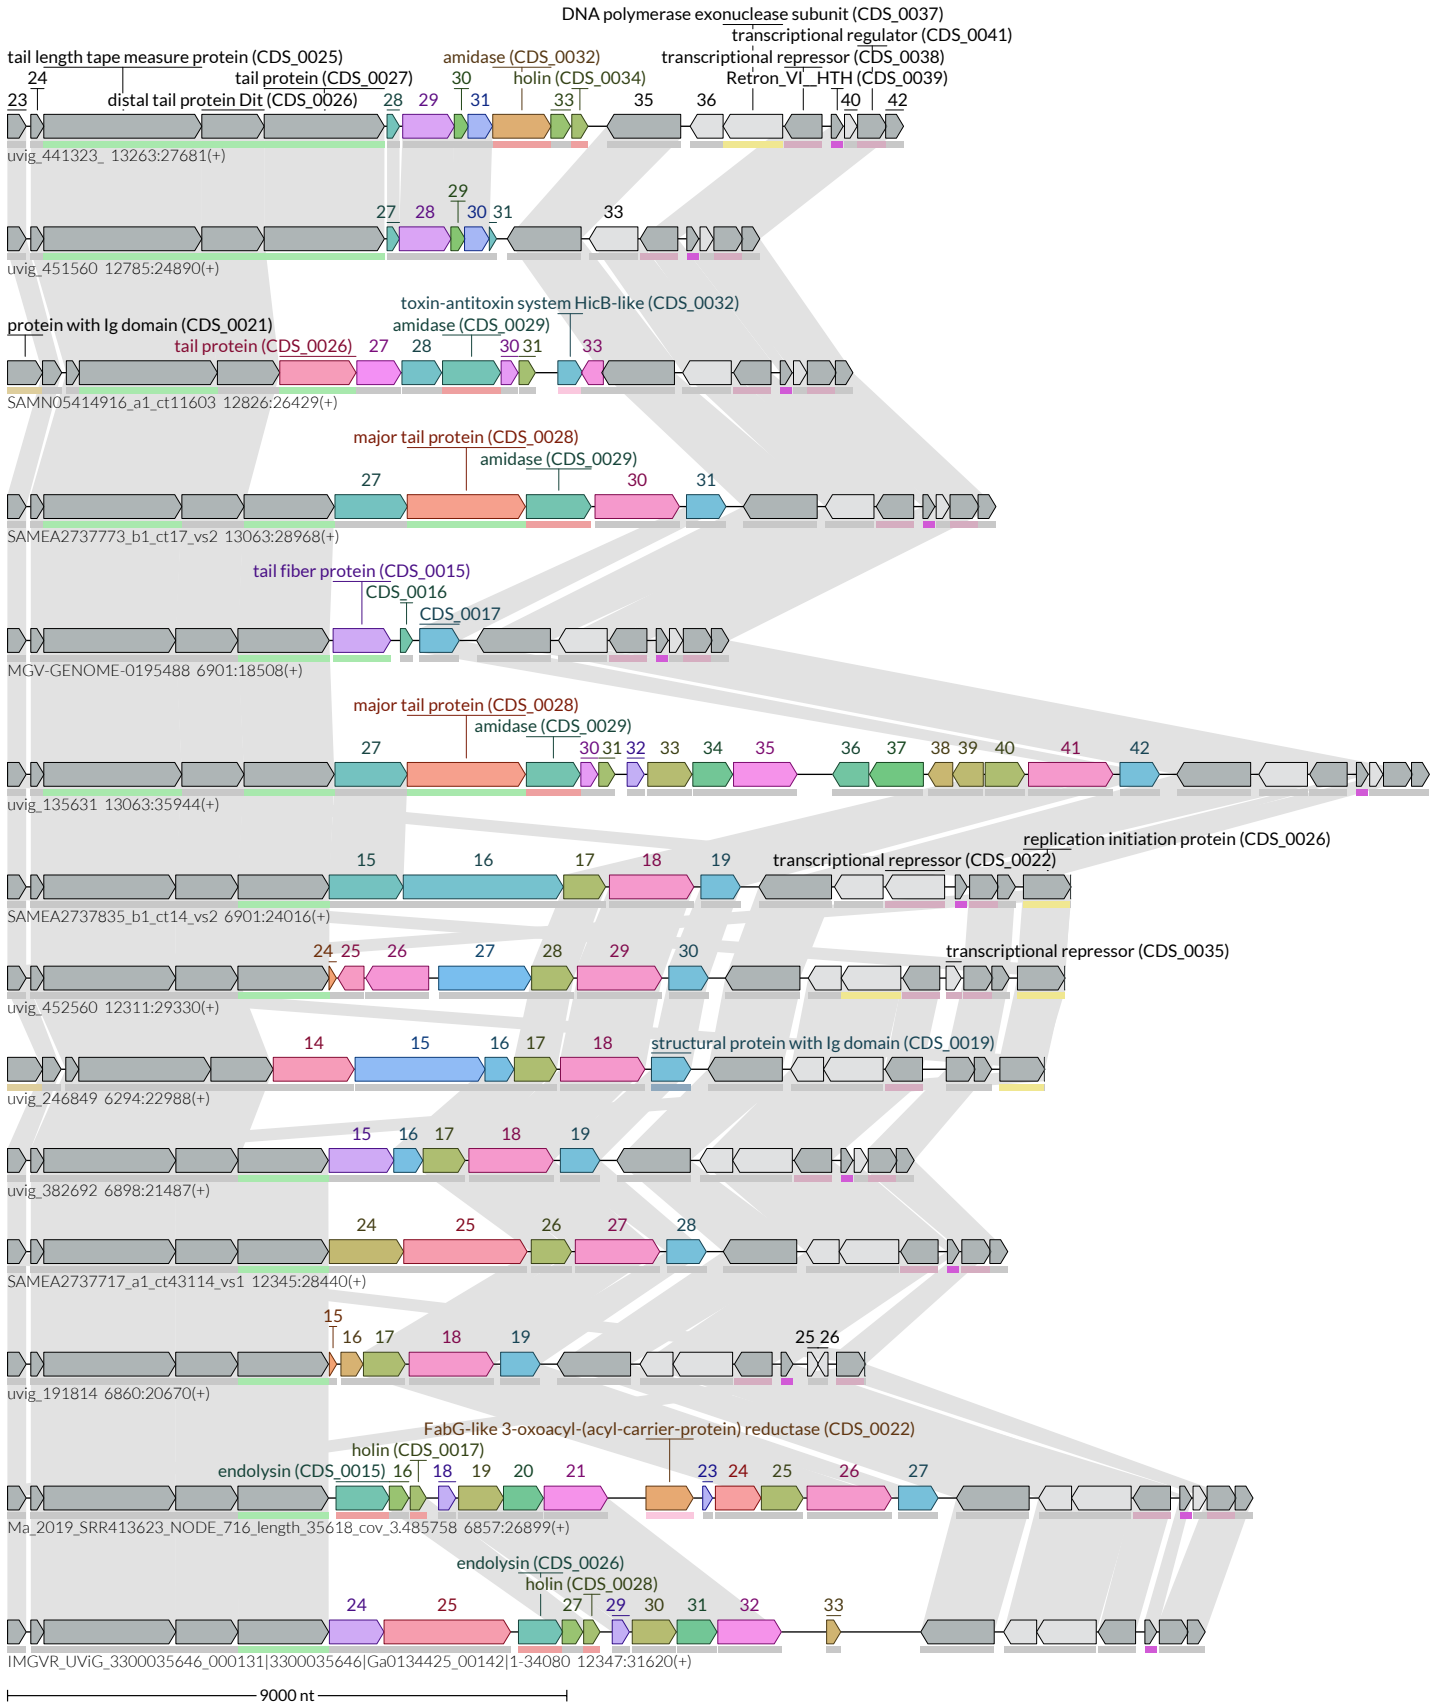 DNA polymerase exonuclease subunit (CDS_0037)
transcriptional regulator (CDS_0041)
tail length tape measure protein (CDS_0025) amidase (CDS_0032) transcriptional repressor (CDS_0038)
24 tail protein (CDS_0027) 30 holin (CDS_0034) Retron_VI__HTH (CDS_0039)
23 distal tail protein Dit (CDS_0026) 28 29 31 33 35 36 40 42
uvig_441323_ 13263:27681(+)
29
27 28 30 31 33
uvig_451560 12785:24890(+)
toxin-antitoxin system HicB-like (CDS_0032)
protein with Ig domain (CDS_0021) amidase (CDS_0029)
tail protein (CDS_0026) 27 28 30 31 33
SAMN05414916_a1_ct11603 12826:26429(+)
major tail protein (CDS_0028)
amidase (CDS_0029)
27 30 31
SAMEA2737773_b1_ct17_vs2 13063:28968(+)
tail fiber protein (CDS_0015)
CDS_0016
CDS_0017
MGV-GENOME-0195488 6901:18508(+)
major tail protein (CDS_0028)
amidase (CDS_0029)
27 30 31 32 33 34 35 36 37 38 39 40 41 42
uvig_135631 13063:35944(+)
replication initiation protein (CDS_0026)
15 16 17 18 19 transcriptional repressor (CDS_0022)
SAMEA2737835_b1_ct14_vs2 6901:24016(+)
24 25 26 27 28 29 30 transcriptional repressor (CDS_0035)
uvig_452560 12311:29330(+)
14 15 16 17 18 structural protein with Ig domain (CDS_0019)
uvig_246849 6294:22988(+)
15 16 17 18 19
uvig_382692 6898:21487(+)
24 25 26 27 28
SAMEA2737717_a1_ct43114_vs1 12345:28440(+)
15
16 17 18 19 25 26
uvig_191814 6860:20670(+)
FabG-like 3-oxoacyl-(acyl-carrier-protein) reductase (CDS_0022)
holin (CDS_0017)
endolysin (CDS_0015) 16 18 19 20 21 23 24 25 26 27
Ma_2019_SRR413623_NODE_716_length_35618_cov_3.485758 6857:26899(+)
endolysin (CDS_0026)
holin (CDS_0028)
24 25 27 29 30 31 32 33
IMGVR_UViG_3300035646_000131|3300035646|Ga0134425_00142|1-34080 12347:31620(+)
9000 nt